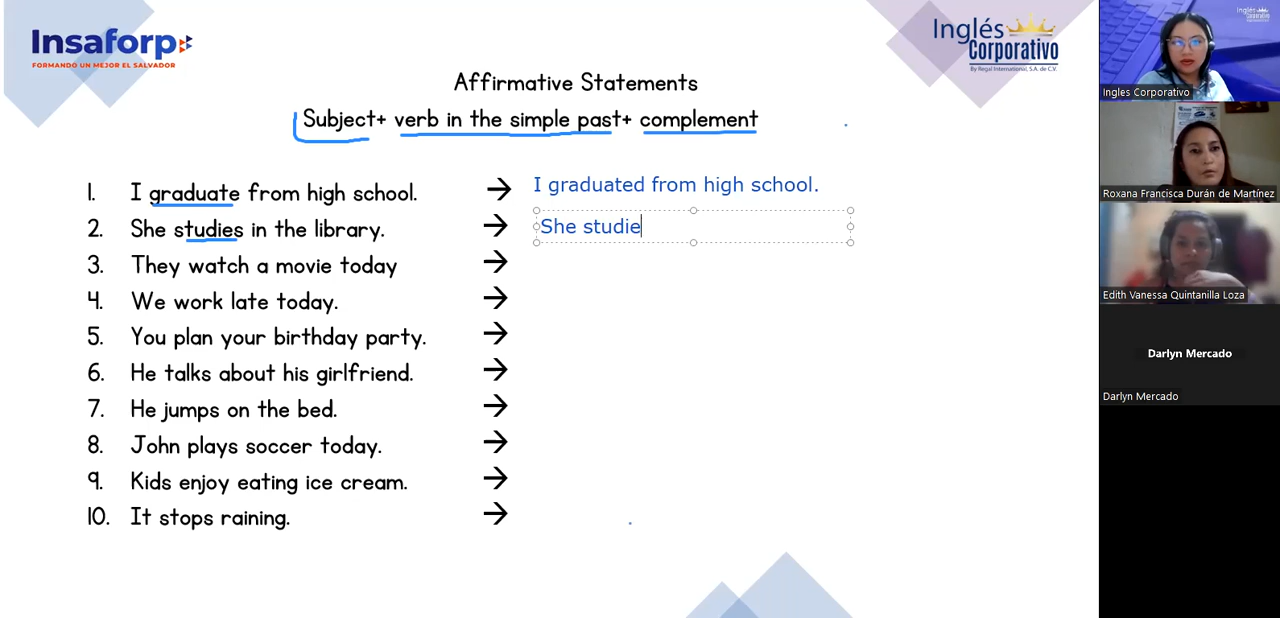 Insaforp
FORMANDO UN MEJOR EL SALVADOR
Inglés
Corporativo
By Regal International, S.A. de C.V.
Affirmative Statements
Subject+ verb in the simple past+ complement
1. I graduate from high school. → I graduated from high school.
2. She studies in the library. → She studie
3. They watch a movie today →
4. We work late today. →
5. You plan your birthday party. →
6. He talks about his girlfriend. →
7. He jumps on the bed. →
8. John plays soccer today. →
9. Kids enjoy eating ice cream. →
10. It stops raining. →
Ingles Corporativo
Roxana Francisca Durán de Martínez
Edith Vanessa Quintanilla Loza
Darlyn Mercado
Darlyn Mercado